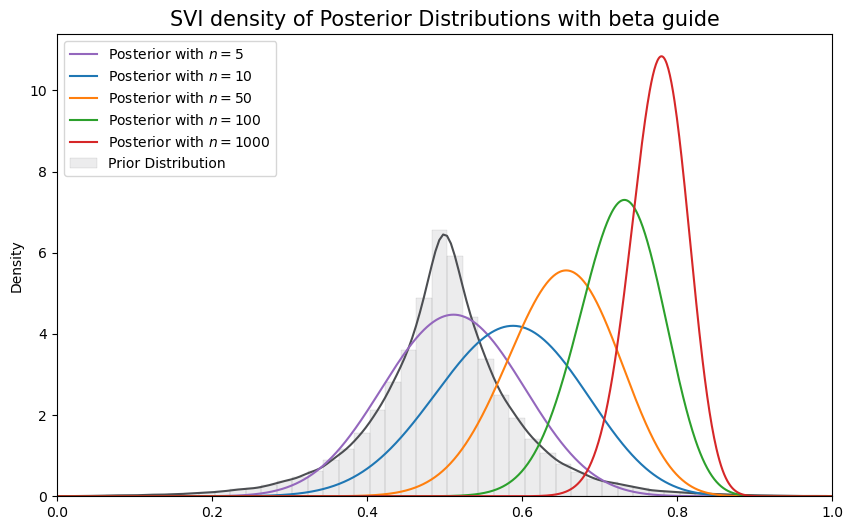 SVI density of Posterior Distributions with beta guide
Posterior with n = 5
Posterior with n = 10
Posterior with n = 50
Posterior with n = 100
Posterior with n = 1000
Prior Distribution
Density
10
8
6
4
2
0
0.0 0.2 0.4 0.6 0.8 1.0